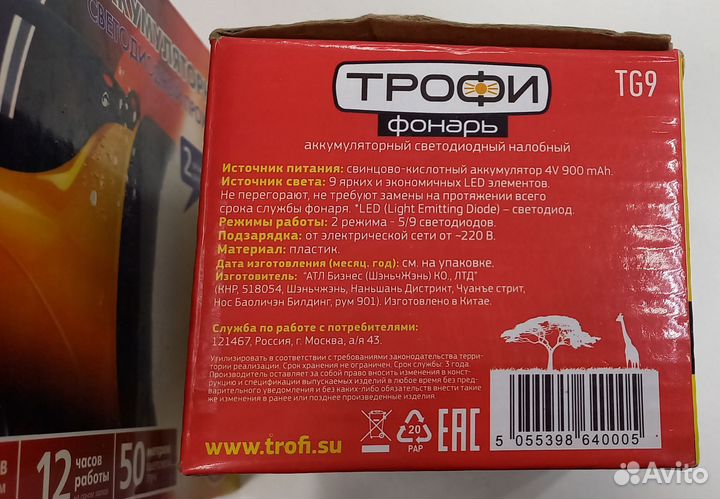 ТРОФИ
TG9
фонарь
аккумуляторный светодиодный налобный
Источник питания: свинцово-кислотный аккумулятор 4V 900 mAh.
Источник света: 9 ярких и экономичных LED элементов.
Не перегорают, не требуют замены на протяжении всего
срока службы фонаря. *LED (Light Emitting Diode) – светодиод.
Режимы работы: 2 режима - 5/9 светодиодов.
Подзарядка: от электрической сети от ~220 В.
Материал: пластик.
Дата изготовления (месяц. год): см. на упаковке.
Изготовитель: "АТЛ Бизнес (ШэньчЖэнь) КО., ЛТД"
(КНР, 518054, Шэньчжэнь, Наньшань Дистрикт, Чуанъе стрит,
Нос Баоличэн Билдинг, рум 901). Изготовлено в Китае.
Служба по работе с потребителями:
121467, Россия, г. Москва, а/я 43.
Утилизировать в соответствии с требованиями законодательства терри-
тории реализации. Срок хранения не ограничен. Срок службы: 3 года.
Производитель оставляет за собой право вносить изменения в конст-
рукцию и спецификации выпускаемых изделий в любое время без пред-
варительного уведомления и без каких-либо обязательств внести такие
же изменения в ранее или позднее произведенные изделия.
www.trofi.su
20
PAP
EAC
5 055398 640005
12 часов
работы
50
Avito